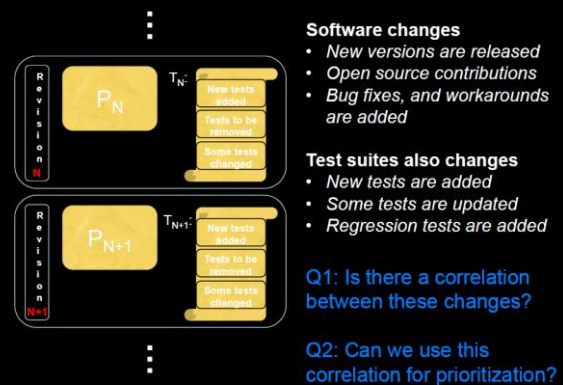 ⋮
Revision
N
P_N
T_N:
New tests
added
Tests to be
removed
Some tests
changed
Revision
N+1
P_N+1
T_N+1:
New tests
added
Tests to be
removed
Some tests
changed
⋮
Software changes
• New versions are released
• Open source contributions
• Bug fixes, and workarounds
are added
Test suites also changes
• New tests are added
• Some tests are updated
• Regression tests are added
Q1: Is there a correlation
between these changes?
Q2: Can we use this
correlation for prioritization?